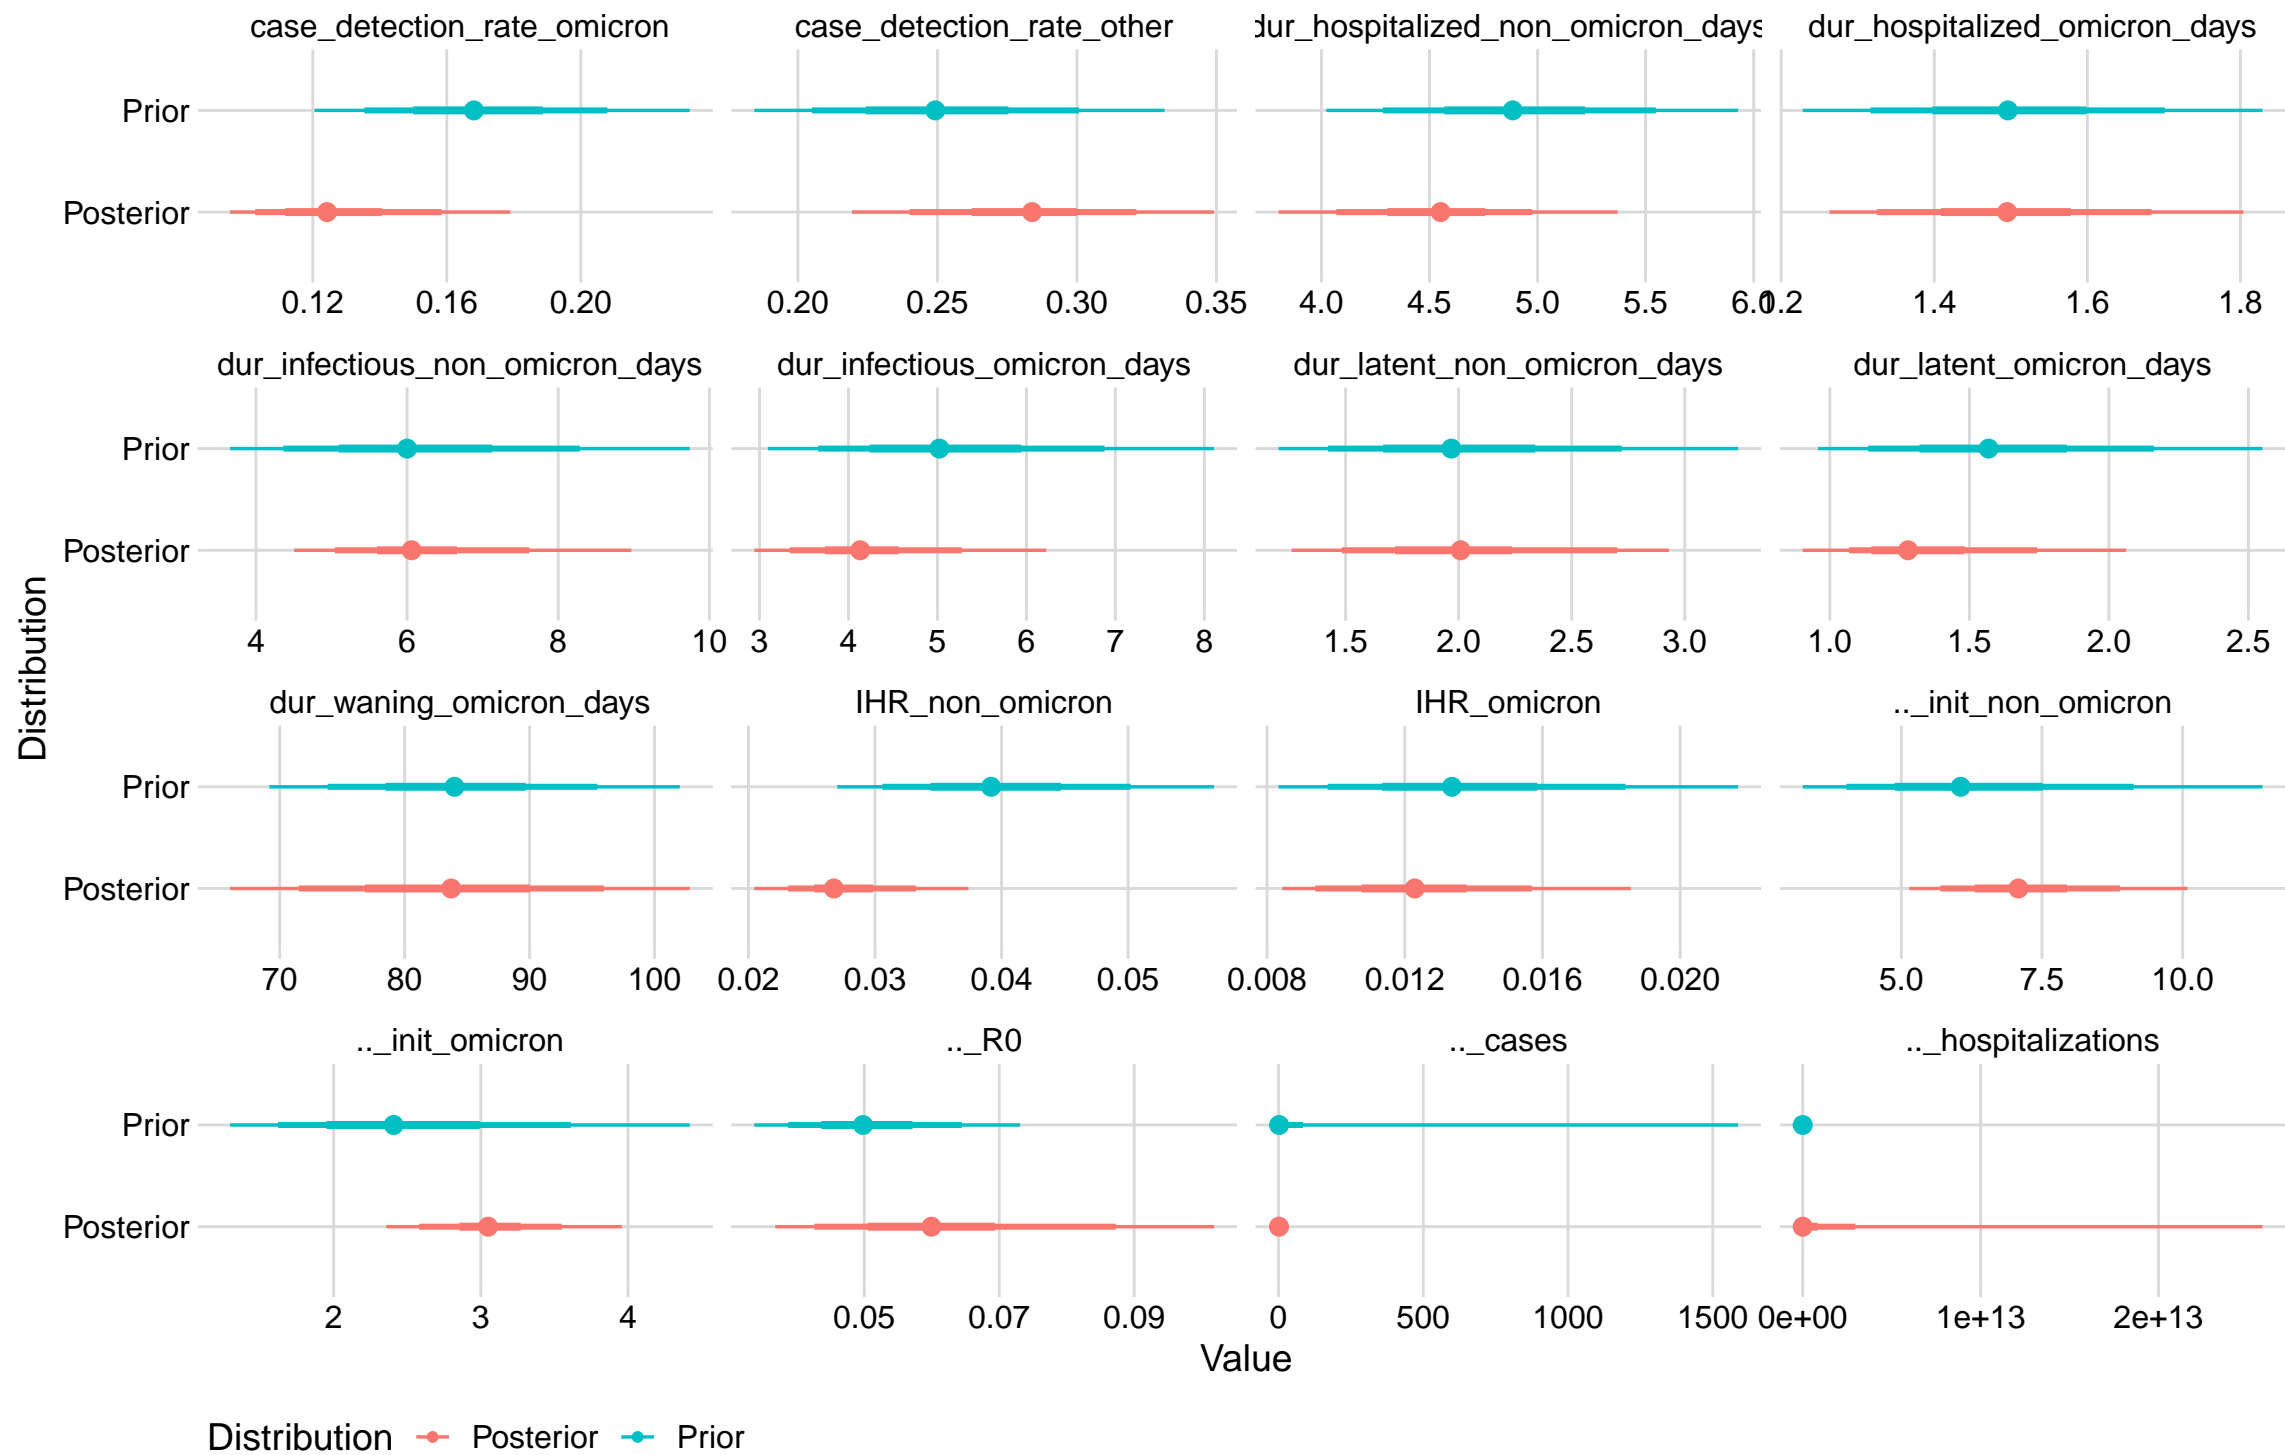 case_detection_rate_omicron case_detection_rate_other dur_hospitalized_non_omicron_days dur_hospitalized_omicron_days
Prior
Posterior
0.12 0.16 0.20 0.20 0.25 0.30 0.35 4.0 4.5 5.0 5.5 6.0 1.2 1.4 1.6 1.8
dur_infectious_non_omicron_days dur_infectious_omicron_days dur_latent_non_omicron_days dur_latent_omicron_days
Prior
Posterior
4 6 8 10 3 4 5 6 7 8 1.5 2.0 2.5 3.0 1.0 1.5 2.0 2.5
Distribution
dur_waning_omicron_days IHR_non_omicron IHR_omicron .._init_non_omicron
Prior
Posterior
70 80 90 100 0.02 0.03 0.04 0.05 0.008 0.012 0.016 0.020 5.0 7.5 10.0
.._init_omicron .._R0 .._cases .._hospitalizations
Prior
Posterior
2 3 4 0.05 0.07 0.09 0 500 1000 1500 0e+00 1e+13 2e+13
Value
Distribution Posterior Prior